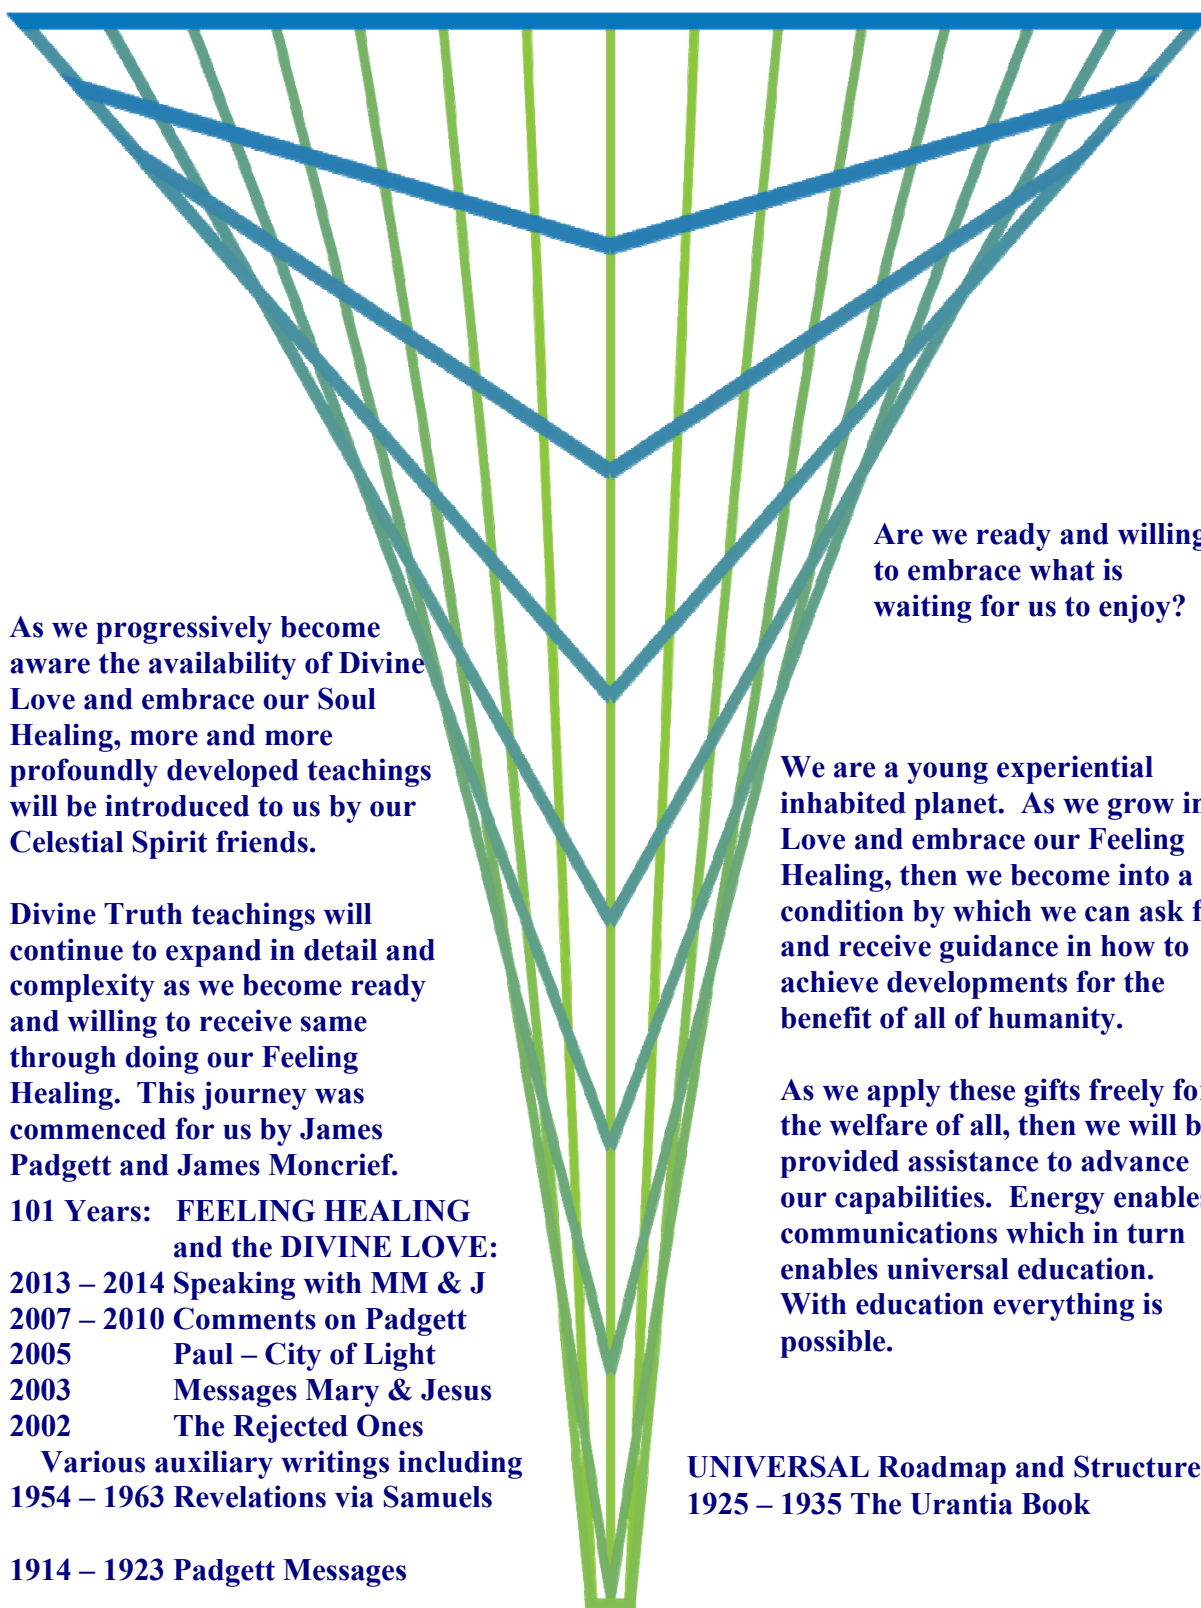 Are we ready and willing
to embrace what is
waiting for us to enjoy?
As we progressively become
aware the availability of Divine
Love and embrace our Soul
Healing, more and more
profoundly developed teachings
will be introduced to us by our
Celestial Spirit friends.
Divine Truth teachings will
continue to expand in detail and
complexity as we become ready
and willing to receive same
through doing our Feeling
Healing.  This journey was
commenced for us by James
Padgett and James Moncrief.
We are a young experiential
inhabited planet.  As we grow in
Love and embrace our Feeling
Healing, then we become into a
condition by which we can ask f
and receive guidance in how to
achieve developments for the
benefit of all of humanity.
As we apply these gifts freely for
the welfare of all, then we will b
provided assistance to advance
our capabilities.  Energy enables
communications which in turn
enables universal education.
With education everything is
possible.
101 Years:   FEELING HEALING
and the DIVINE LOVE:
2013 – 2014 Speaking with MM & J
2007 – 2010 Comments on Padgett
2005 Paul – City of Light
2003 Messages Mary & Jesus
2002 The Rejected Ones
Various auxiliary writings including
1954 – 1963 Revelations via Samuels
1914 – 1923 Padgett Messages
UNIVERSAL Roadmap and Structure
1925 – 1935 The Urantia Book